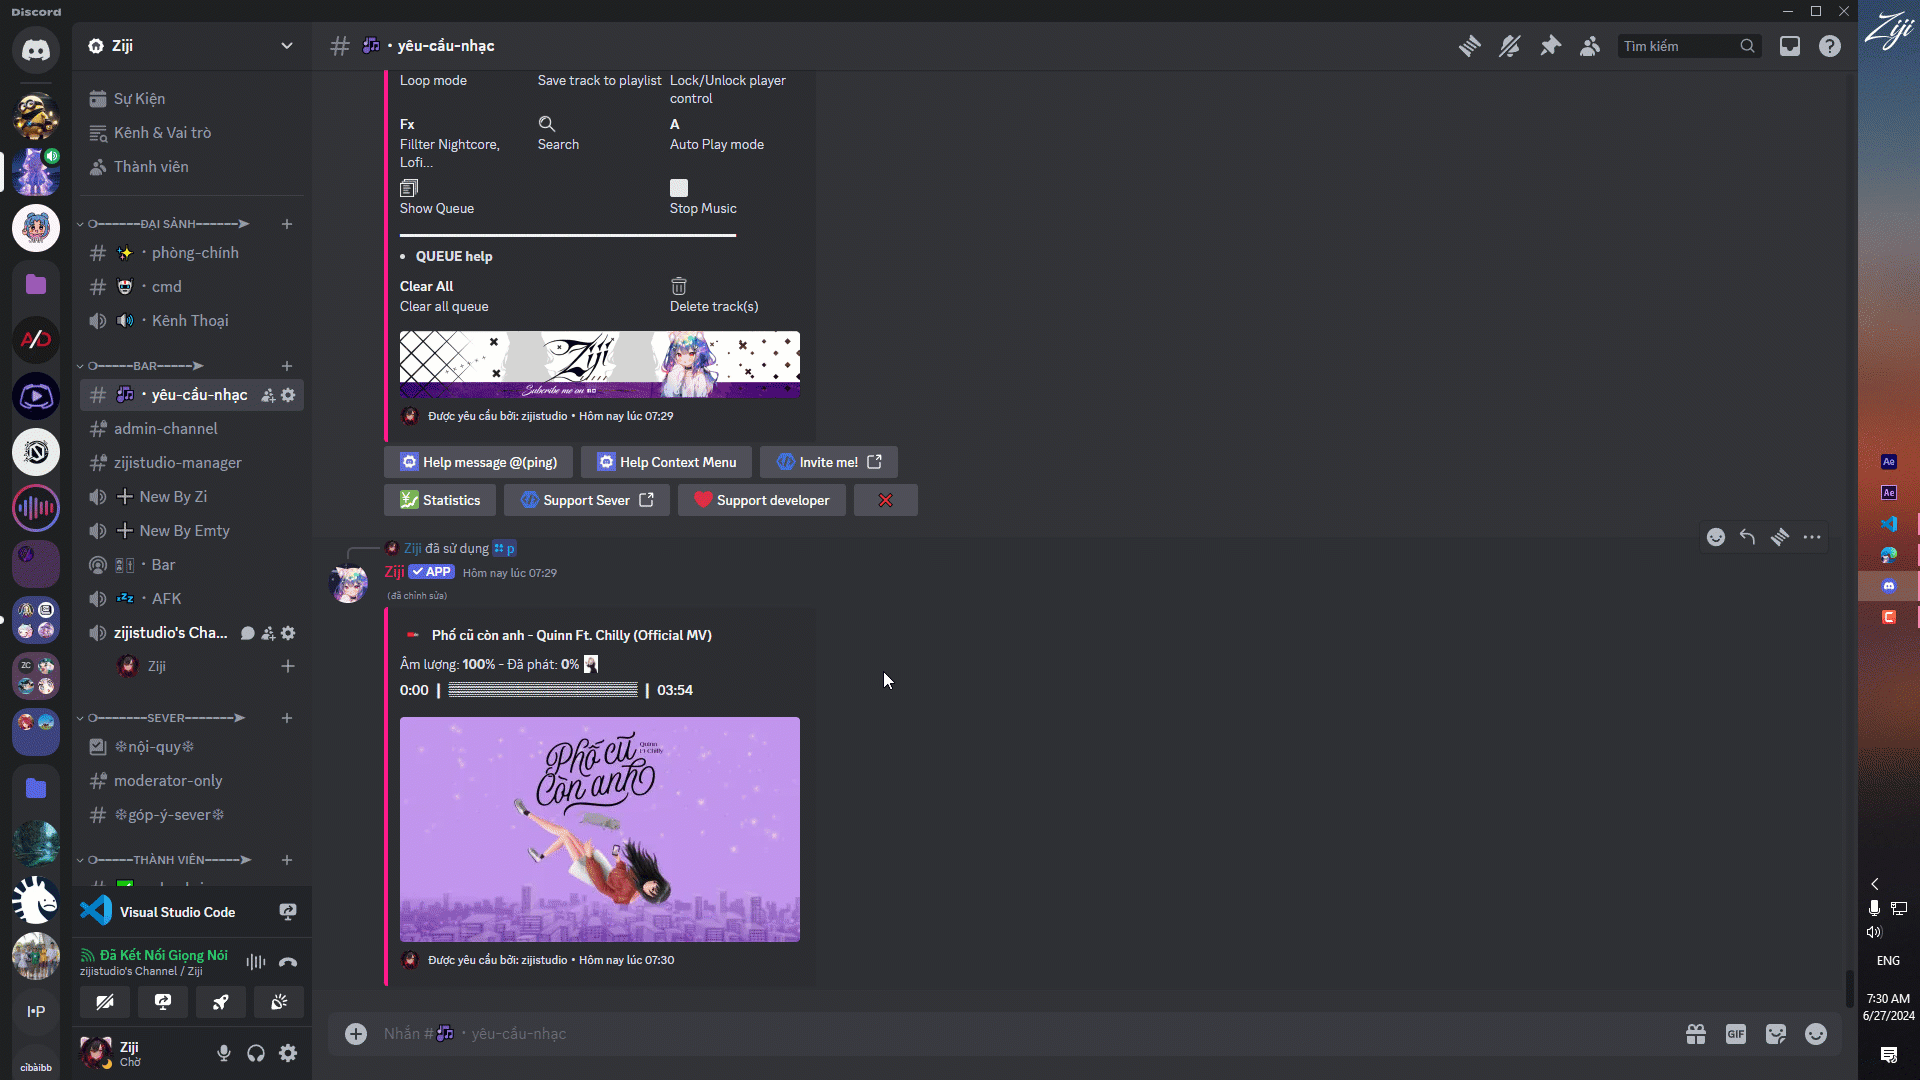 Discord
Ziji
Sự Kiện
Kênh & Vai trò
Thành viên
ĐẠI SẢNH
phòng-chính
cmd
Kênh Thoại
BAR
yêu-cầu-nhạc
admin-channel
zijistudio-manager
New By Zi
New By Emty
Bar
AFK
zijistudio's Cha...
Ziji
SEVER
❄nội-quy❄
moderator-only
❄góp-ý-sever❄
THÀNH VIÊN
Visual Studio Code
Đã Kết Nối Giọng Nói
zijistudio's Channel / Ziji
Ziji
Chờ
A/D
ZC
I•P
cibàibb
• yêu-cầu-nhạc
Tìm kiếm
Loop mode
Save track to playlist
Lock/Unlock player control
Fx
Fillter Nightcore, Lofi...
Search
A
Auto Play mode
Show Queue
Stop Music
• QUEUE help
Clear All
Clear all queue
Delete track(s)
Ziji
Subcribe me on
Được yêu cầu bởi: zijistudio • Hôm nay lúc 07:29
Help message @(ping)
Help Context Menu
Invite me!
Statistics
Support Sever
Support developer
Ziji đã sử dụng p
Ziji APP Hôm nay lúc 07:29
(đã chỉnh sửa)
Phố cũ còn anh - Quinn Ft. Chilly (Official MV)
Âm lượng: 100% - Đã phát: 0%
0:00 | | 03:54
Phố cũ
Còn anh
Quinn
Ft Chilly
Được yêu cầu bởi: zijistudio • Hôm nay lúc 07:30
Nhắn # • yêu-cầu-nhạc
GIF
Ziji
Ae
Ae
ENG
7:30 AM
6/27/2024